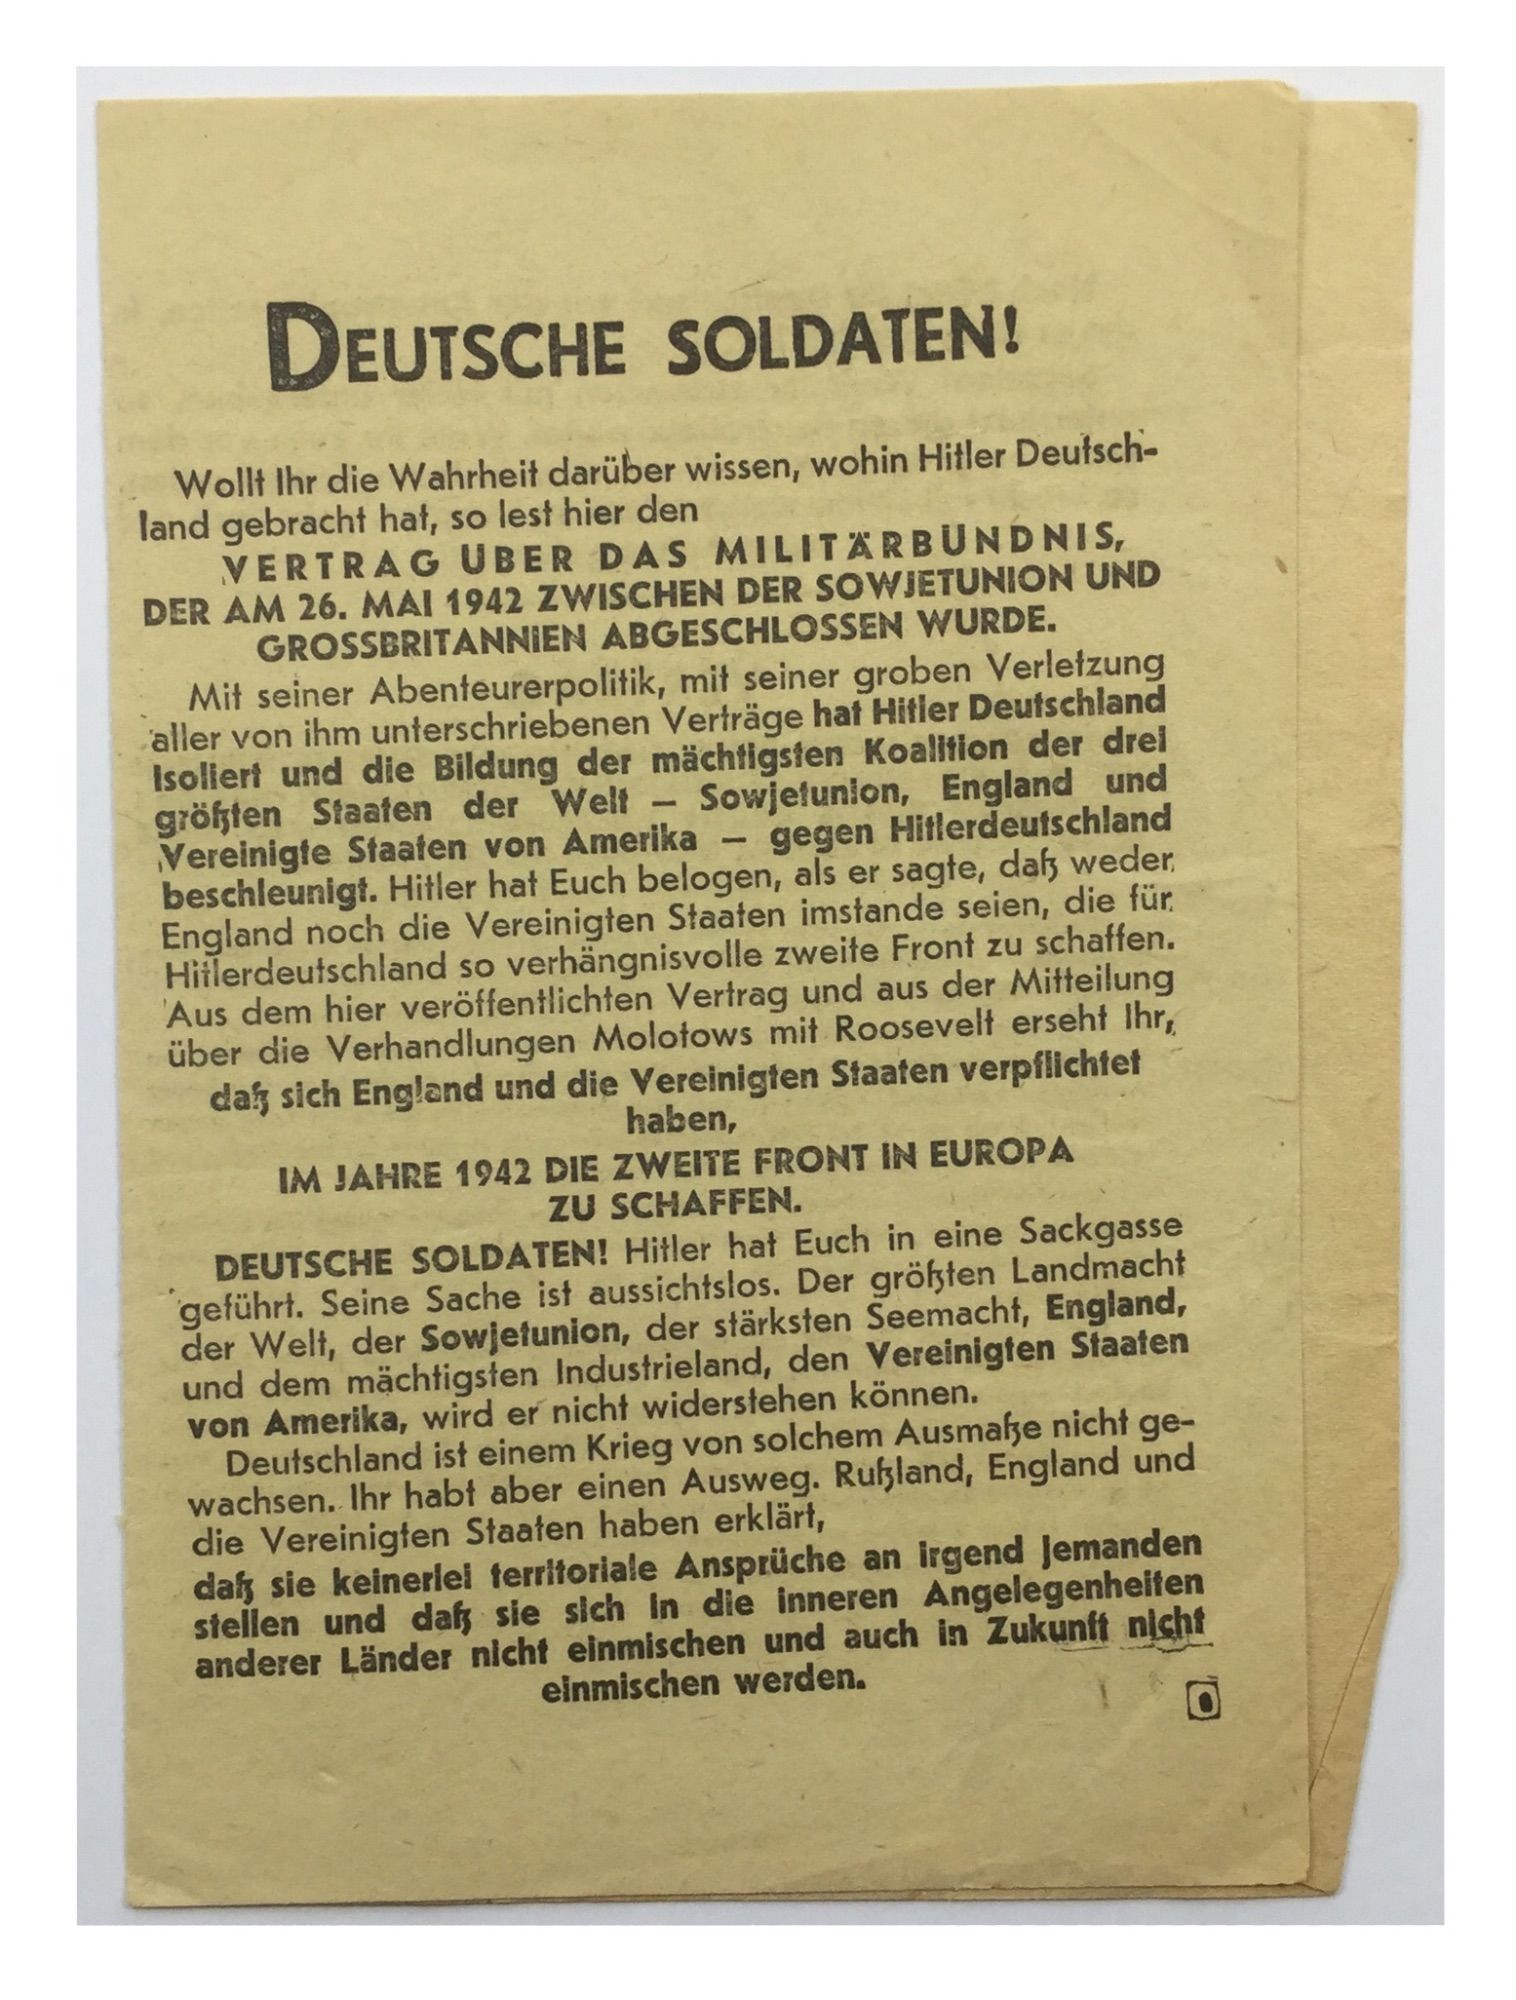 DEUTSCHE SOLDATEN!
Wollt Ihr die Wahrheit darüber wissen, wohin Hitler Deutsch-
land gebracht hat, so lest hier den
VERTRAG UBER DAS MILITÄRBUNDNIS,
DER AM 26. MAI 1942 ZWISCHEN DER SOWJETUNION UND
GROSSBRITANNIEN ABGESCHLOSSEN WURDE.
Mit seiner Abenteurerpolitik, mit seiner groben Verletzung
aller von ihm unterschriebenen Verträge hat Hitler Deutschland
isoliert und die Bildung der mächtigsten Koalition der drei
größten Staaten der Welt – Sowjetunion, England und
Vereinigte Staaten von Amerika – gegen Hitlerdeutschland
beschleunigt. Hitler hat Euch belogen, als er sagte, daß weder
England noch die Vereinigten Staaten imstande seien, die für
Hitlerdeutschland so verhängnisvolle zweite Front zu schaffen.
Aus dem hier veröffentlichten Vertrag und aus der Mitteilung
über die Verhandlungen Molotows mit Roosevelt erseht Ihr,
daß sich England und die Vereinigten Staaten verpflichtet
haben,
IM JAHRE 1942 DIE ZWEITE FRONT IN EUROPA
ZU SCHAFFEN.
DEUTSCHE SOLDATEN! Hitler hat Euch in eine Sackgasse
geführt. Seine Sache ist aussichtslos. Der größten Landmacht
der Welt, der Sowjetunion, der stärksten Seemacht, England,
und dem mächtigsten Industrieland, den Vereinigten Staaten
von Amerika, wird er nicht widerstehen können.
Deutschland ist einem Krieg von solchem Ausmaße nicht ge-
wachsen. Ihr habt aber einen Ausweg. Rußland, England und
die Vereinigten Staaten haben erklärt,
daß sie keinerlei territoriale Ansprüche an irgend jemanden
stellen und daß sie sich in die inneren Angelegenheiten
anderer Länder nicht einmischen und auch in Zukunft nicht
einmischen werden.